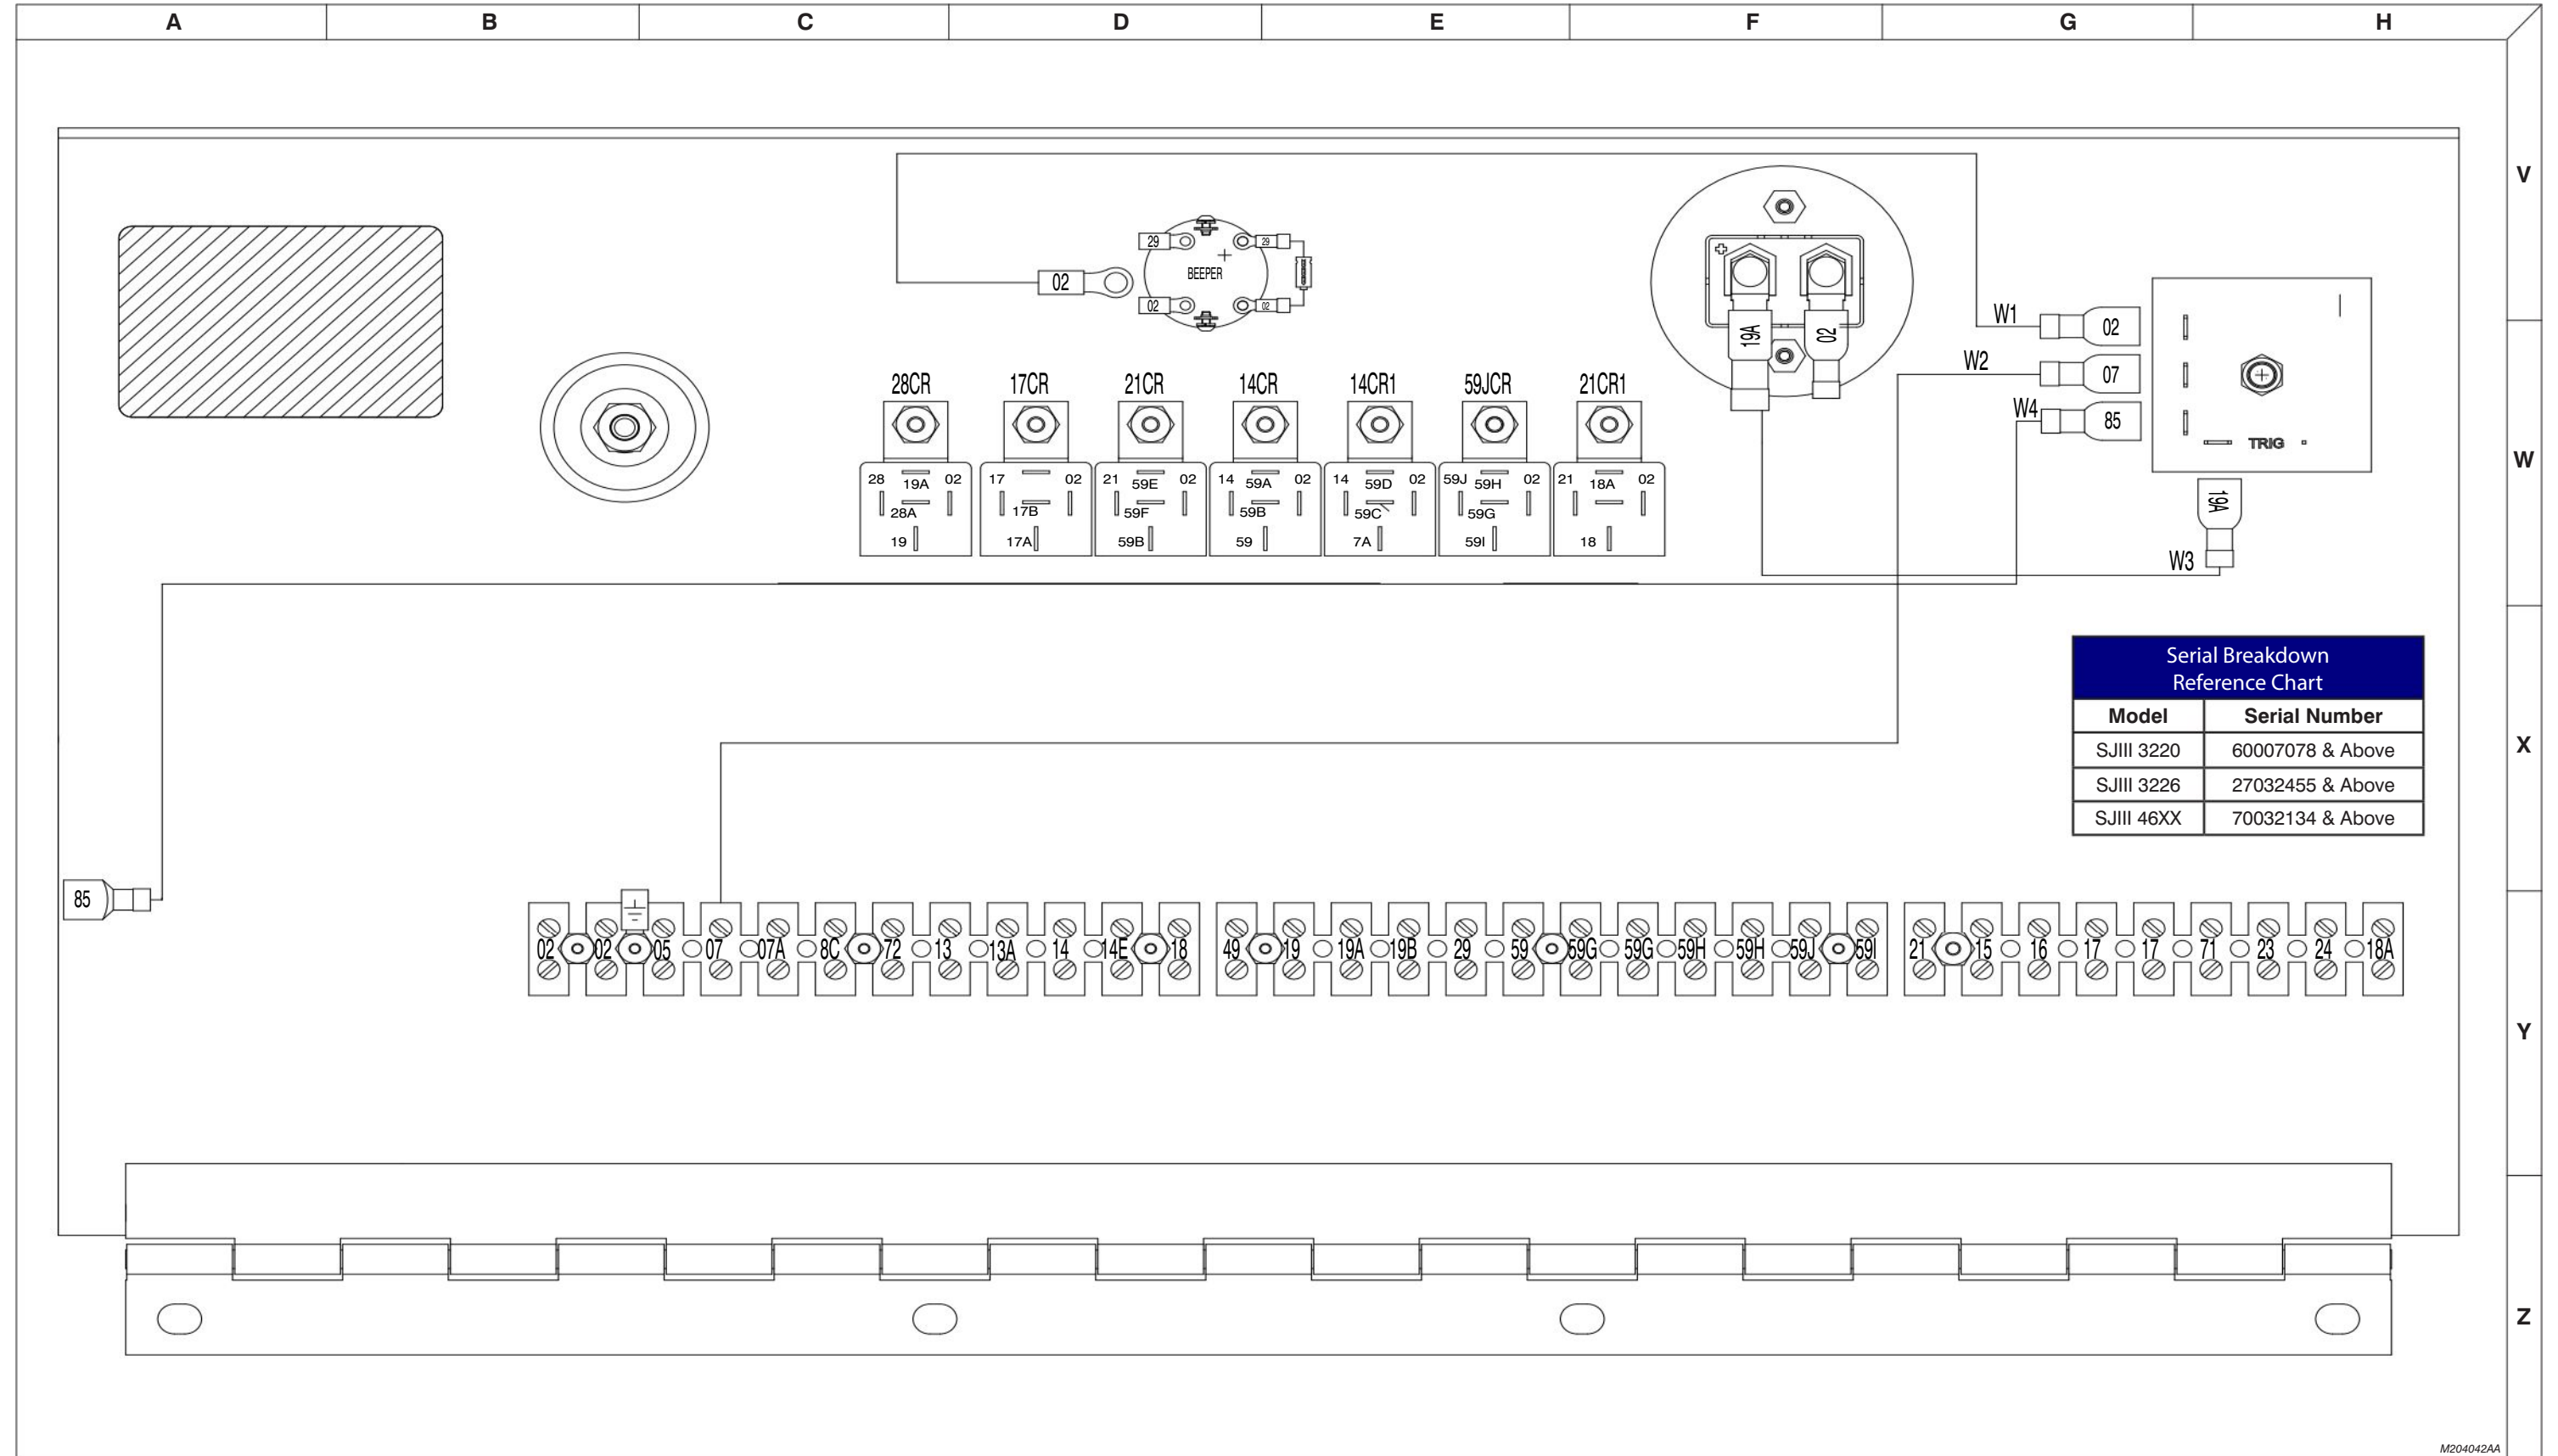 A B C D E F G H
V
29 29
BEEPER
02
02 02
19A 02
W1 02
W2 07
W4 85
TRIG
19A
W3
W
28CR 17CR 21CR 14CR 14CR1 59JCR 21CR1
28 19A 02
28A
19
17 02
17B
17A
21 59E 02
59F
59B
14 59A 02
59B
59
14 59D 02
59C
7A
59J 59H 02
59G
59I
21 18A 02
18
Serial Breakdown
Reference Chart
Model Serial Number
SJIII 3220 60007078 & Above
SJIII 3226 27032455 & Above
SJIII 46XX 70032134 & Above
X
85
02 02 05 07 07A 8C 72 13 13A 14 14E 18 49 19 19A 19B 29 59 59G 59G 59H 59H 59J 59I 21 15 16 17 17 71 23 24 18A
Y
Z
M204042AA